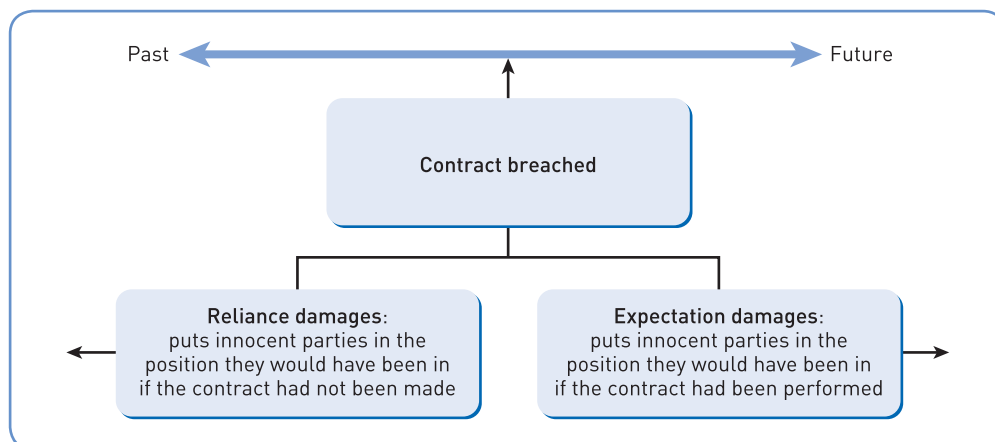 Past
Future
Contract breached
Reliance damages:
puts innocent parties in the
position they would have been in
if the contract had not been made
Expectation damages:
puts innocent parties in the
position they would have been in
if the contract had been performed